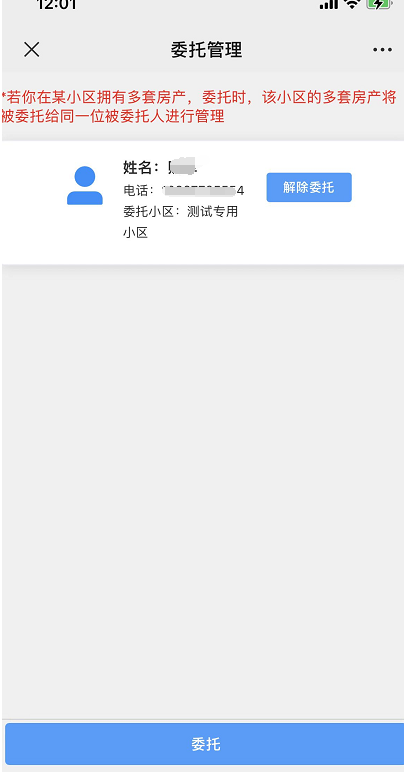 12:01
委托管理
*若你在某小区拥有多套房产，委托时，该小区的多套房产将
被委托给同一位被委托人进行管理
姓名：
电话：
解除委托
委托小区：测试专用
小区
委托